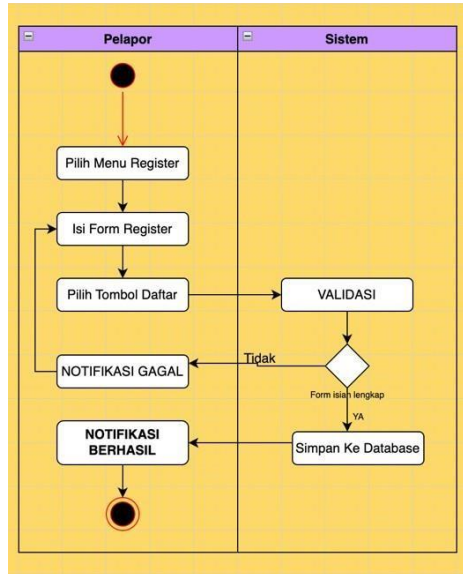 Pelapor
Sistem
Pilih Menu Register
Isi Form Register
Pilih Tombol Daftar
VALIDASI
Tidak
NOTIFIKASI GAGAL
Form isian lengkap
YA
NOTIFIKASI
BERHASIL
Simpan Ke Database